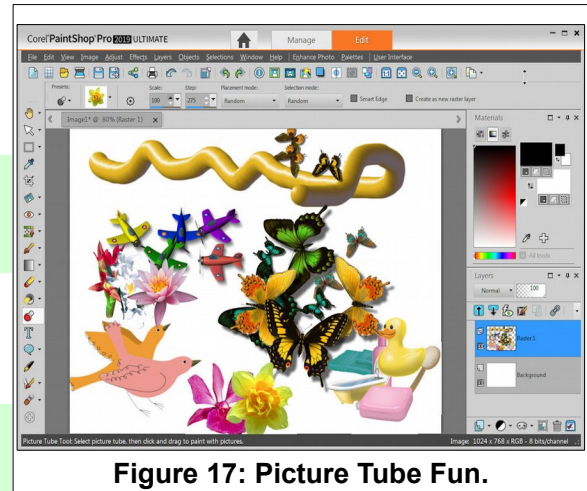 Corel® PaintShop® Pro 2019 ULTIMATE
Manage
Edit
File Edit View Image Adjust Effects Layers Objects Selections Window Help Enhance Photo Palettes User Interface
Presets:
Scale:
Step:
Placement mode:
Selection mode:
100
275
Random
Random
Smart Edge
Create as new raster layer
Image1* @ 80% (Raster 1)
Materials
All tools
Layers
Normal
100
Raster 1
Background
Picture Tube Tool: Select picture tube, then click and drag to paint with pictures.
Image: 1024 x 768 x RGB - 8 bits/channel
Figure 17: Picture Tube Fun.